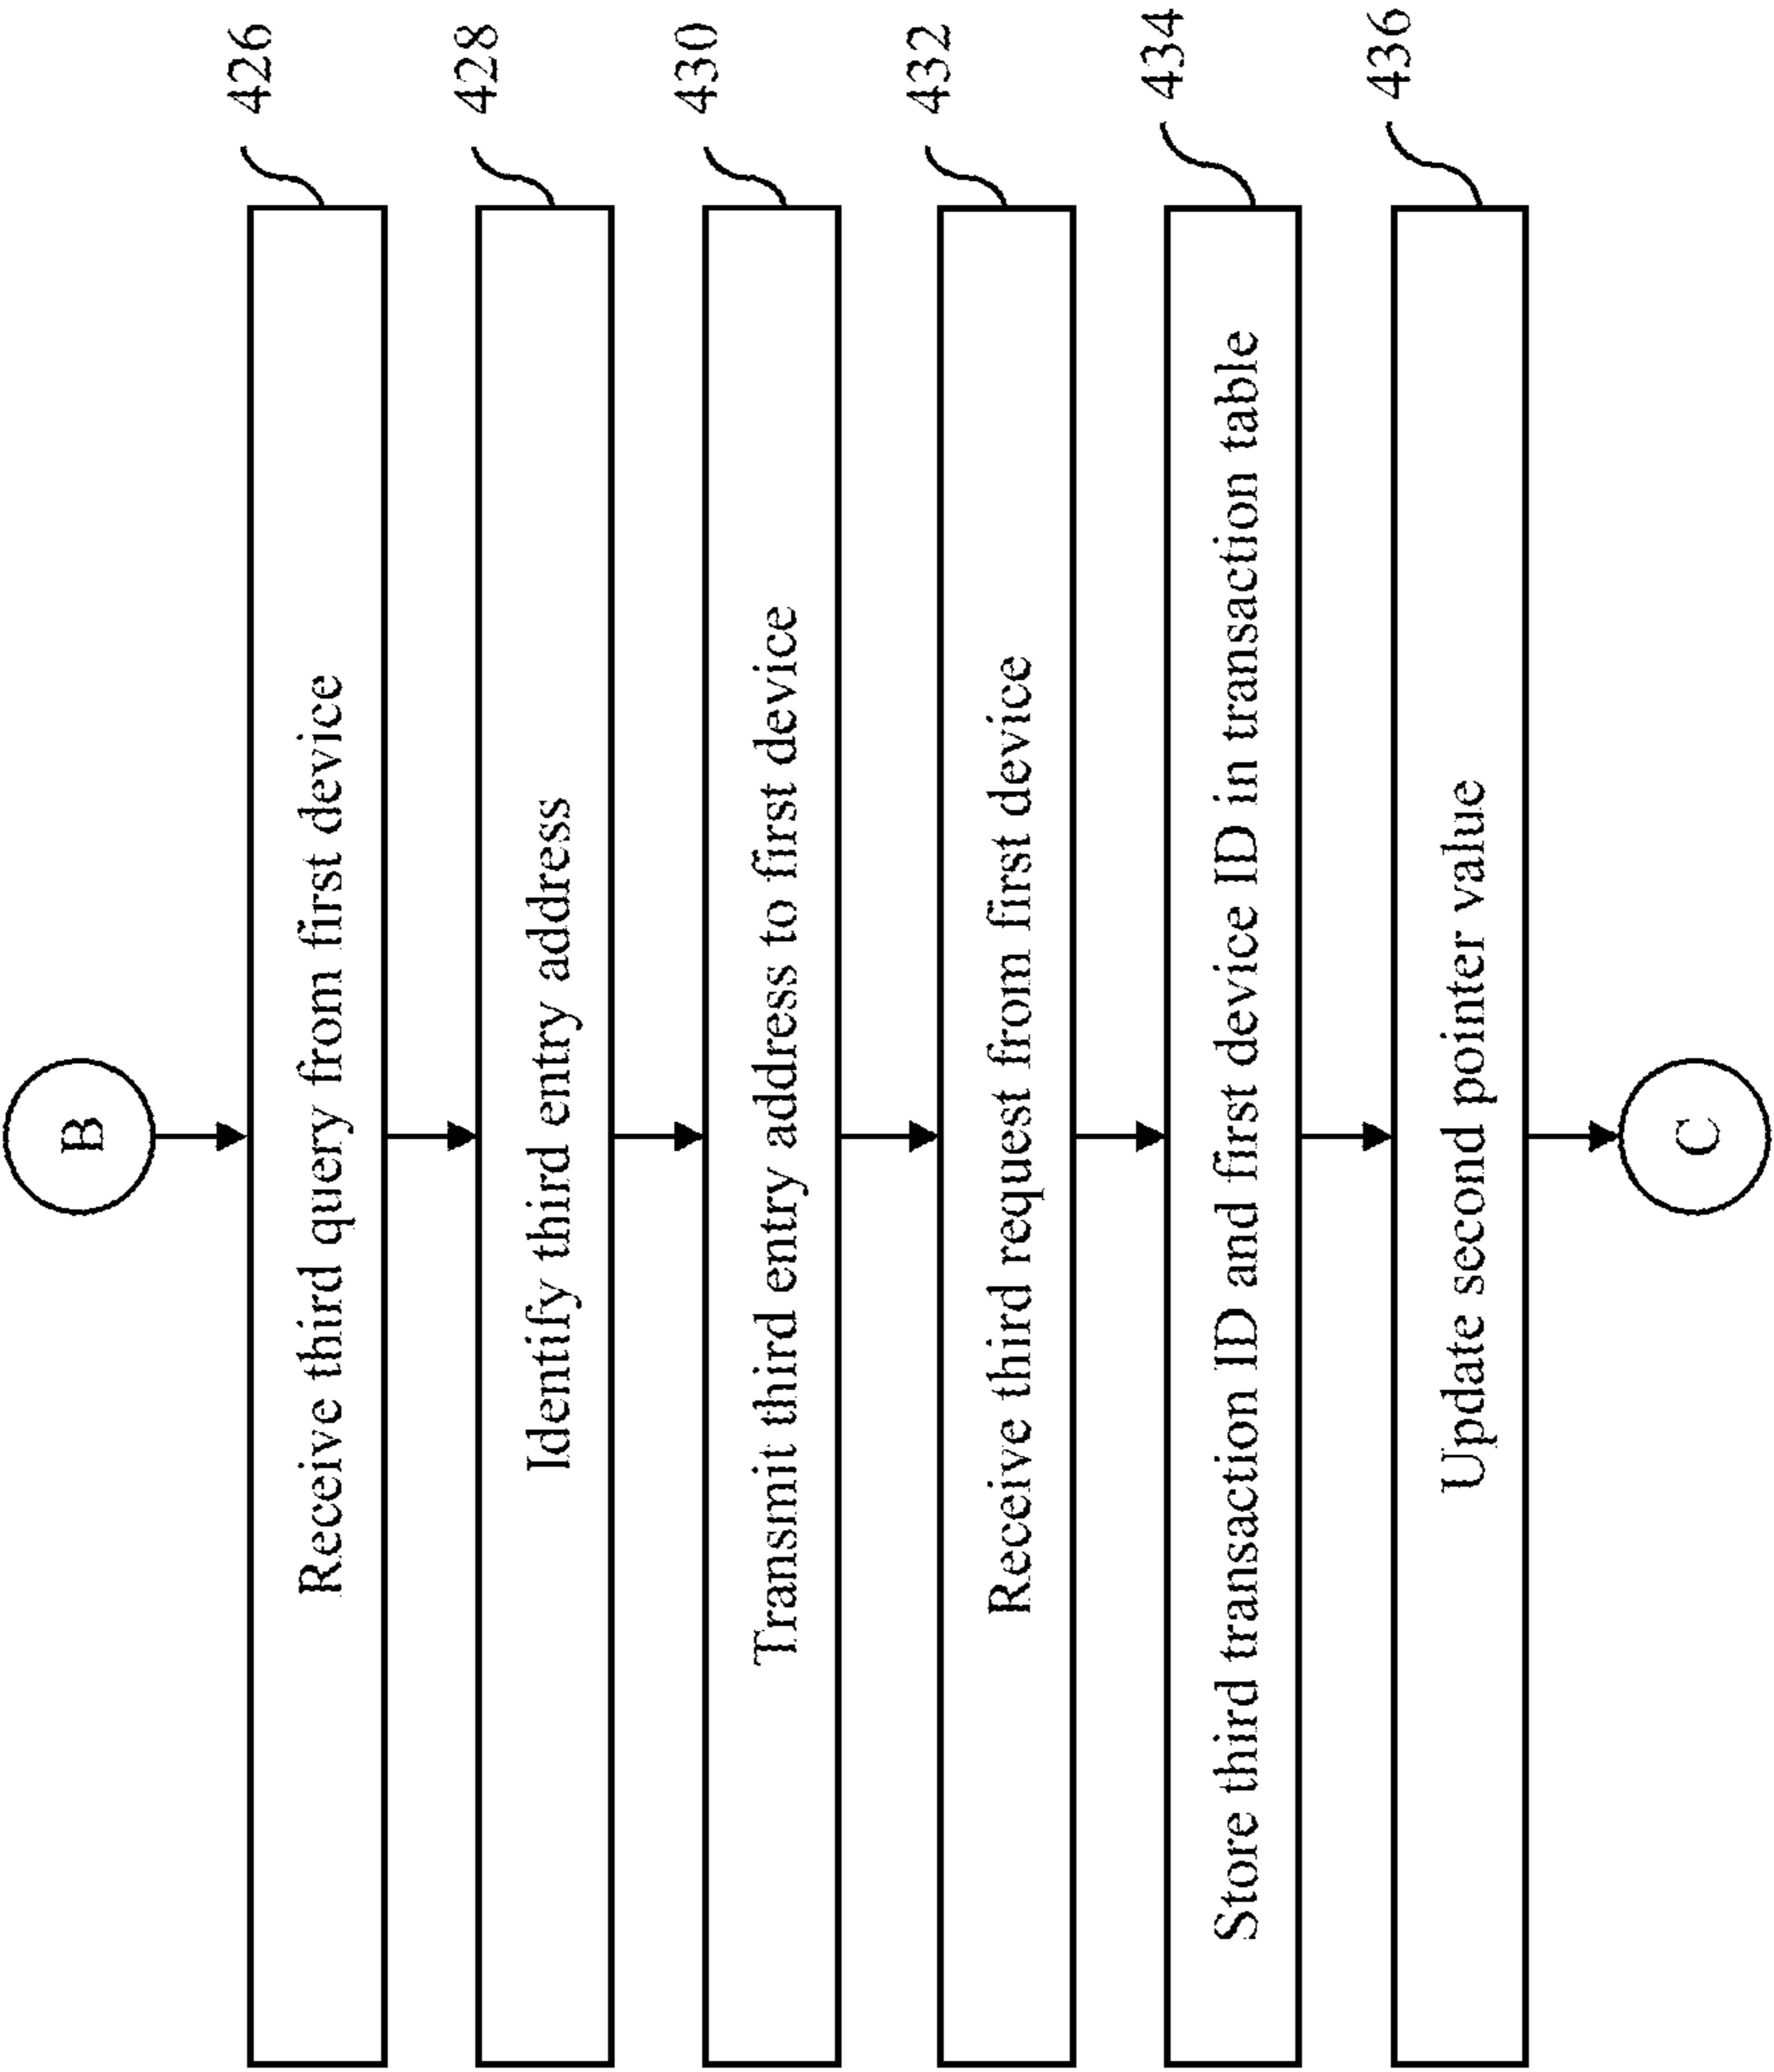 B
Receive third query from first device
426
Identify third entry address
428
Transmit third entry address to first device
430
Receive third request from first device
432
Store third transaction ID and first device ID in transaction table
434
Update second pointer value
436
C